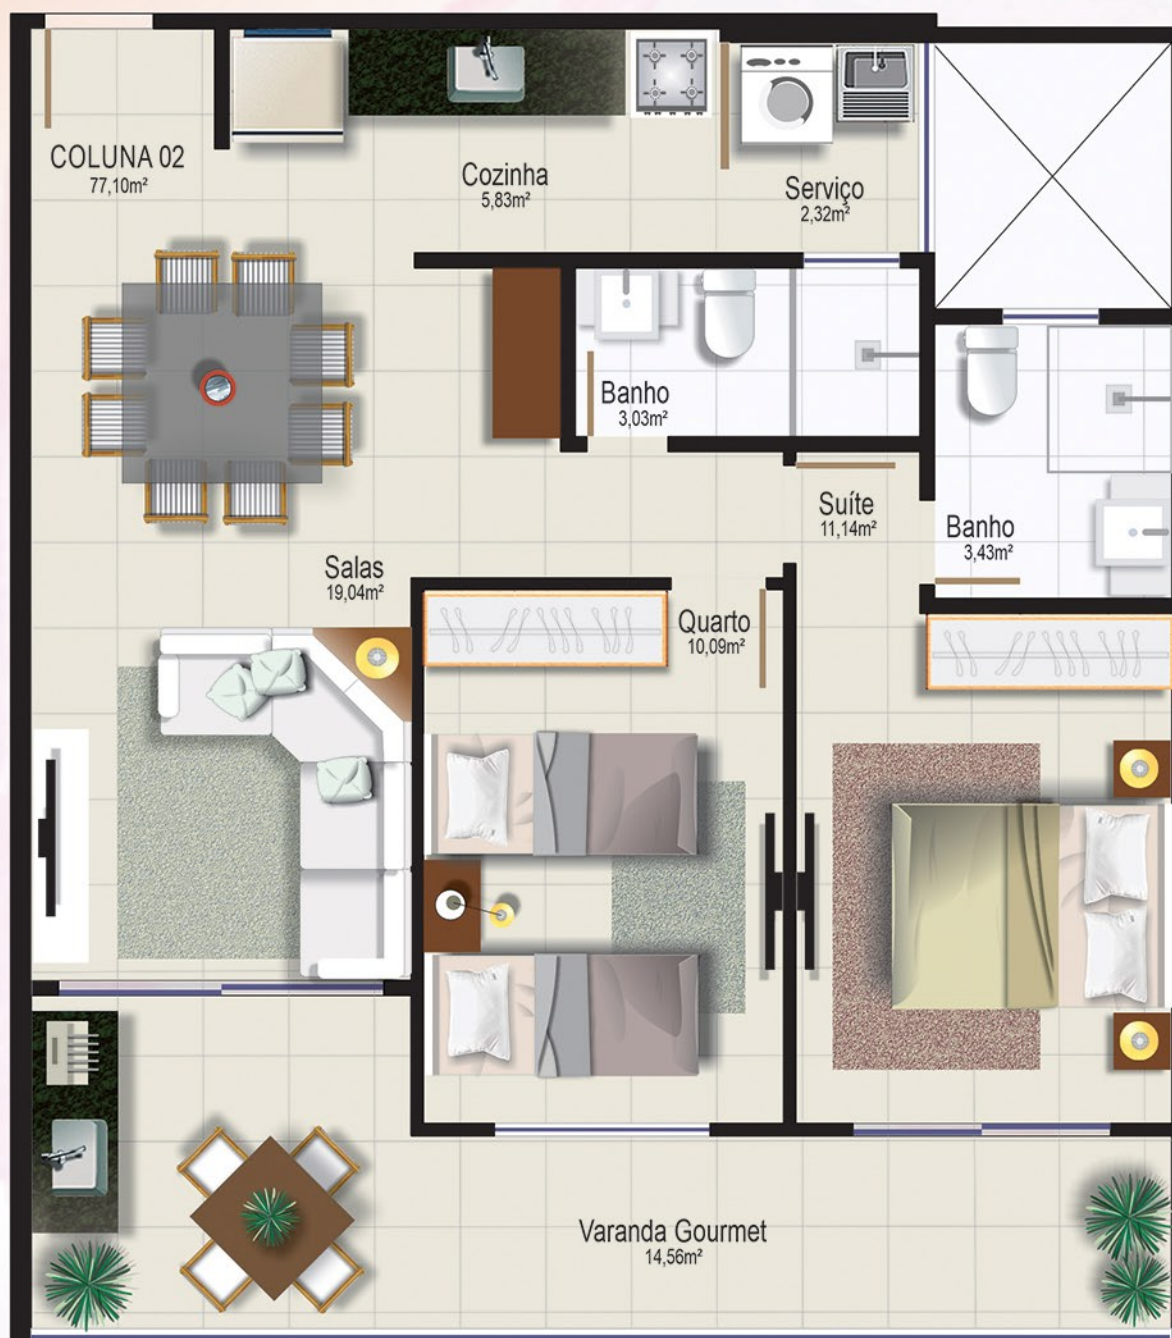 COLUNA 02
77,10m²
Cozinha
5,83m²
Serviço
2,32m²
Banho
3,03m²
Suíte
11,14m²
Banho
3,43m²
Salas
19,04m²
Quarto
10,09m²
Varanda Gourmet
14,56m²